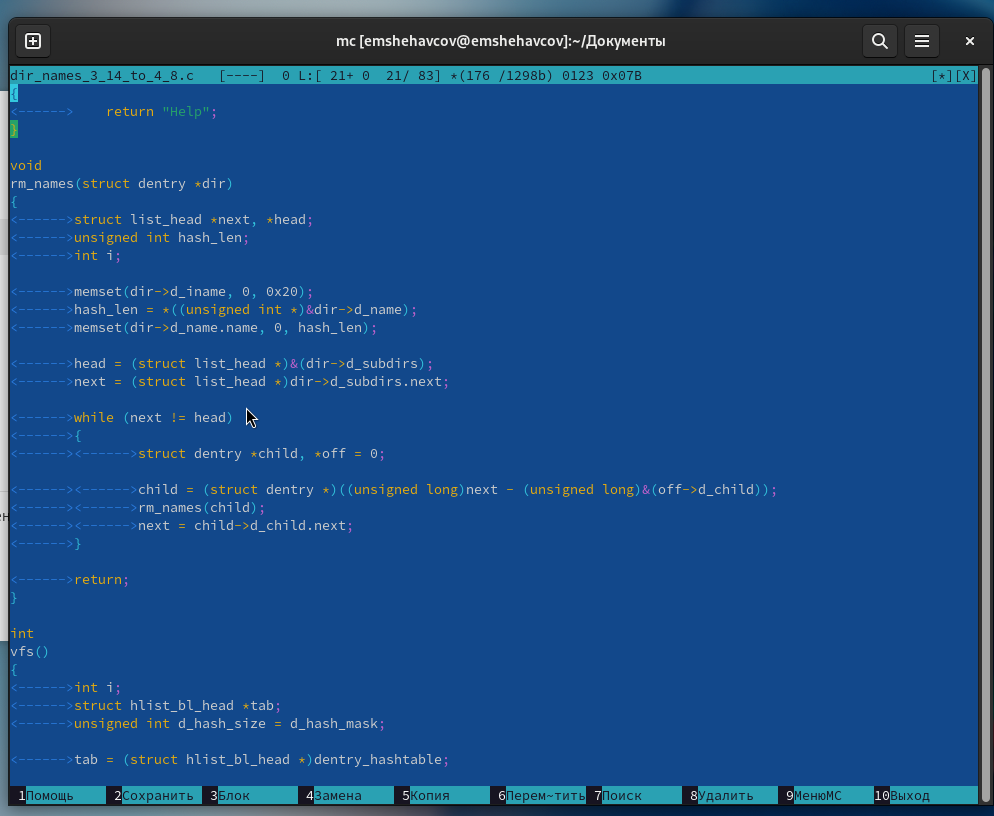 mc [emshehavcov@emshehavcov]:~/Документы
dir_names_3_14_to_4_8.c   [----]  0 L:[ 21+ 0  21/ 83] *(176 /1298b) 0123 0x07B                                    [*][X]
{
<------>    return "Help";
}

void
rm_names(struct dentry *dir)
{
<------>struct list_head *next, *head;
<------>unsigned int hash_len;
<------>int i;

<------>memset(dir->d_iname, 0, 0x20);
<------>hash_len = *((unsigned int *)&dir->d_name);
<------>memset(dir->d_name.name, 0, hash_len);

<------>head = (struct list_head *)&(dir->d_subdirs);
<------>next = (struct list_head *)dir->d_subdirs.next;

<------>while (next != head)
<------>{
<------><------>struct dentry *child, *off = 0;

<------><------>child = (struct dentry *)((unsigned long)next - (unsigned long)&(off->d_child));
<------><------>rm_names(child);
<------><------>next = child->d_child.next;
<------>}

<------>return;
}

int
vfs()
{
<------>int i;
<------>struct hlist_bl_head *tab;
<------>unsigned int d_hash_size = d_hash_mask;

<------>tab = (struct hlist_bl_head *)dentry_hashtable;
1Помощь 2Сохранить 3Блок 4Замена 5Копия 6Перем~тить 7Поиск 8Удалить 9МенюMC 10Выход